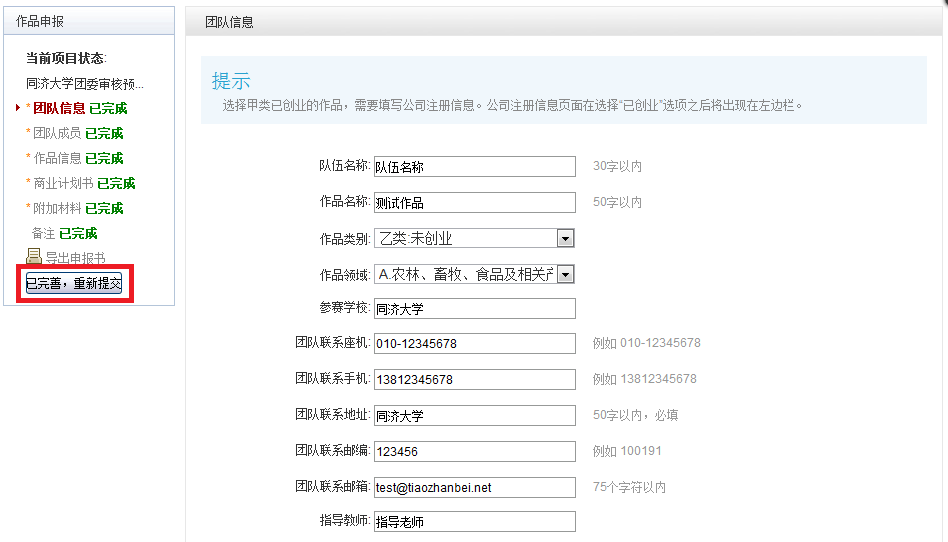 作品申报
当前项目状态:
同济大学团委审核预...
* 团队信息 已完成
* 团队成员 已完成
* 作品信息 已完成
* 商业计划书 已完成
* 附加材料 已完成
备注 已完成
导出申报书
已完善，重新提交
团队信息
提示
选择甲类已创业的作品，需要填写公司注册信息。公司注册信息页面在选择“已创业”选项之后将出现在左边栏。
队伍名称: 队伍名称 30字以内
作品名称: 测试作品 50字以内
作品类别: 乙类:未创业
作品领域: A.农林、畜牧、食品及相关产
参赛学校: 同济大学
团队联系座机: 010-12345678 例如 010-12345678
团队联系手机: 13812345678 例如 13812345678
团队联系地址: 同济大学 50字以内，必填
团队联系邮编: 123456 例如 100191
团队联系邮箱: test@tiaozhanbei.net 75个字符以内
指导教师: 指导老师